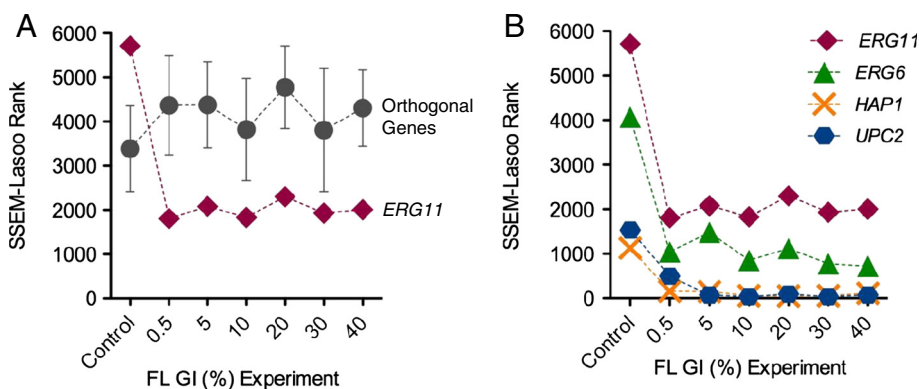 A
SSEM-Lasoo Rank
6000
5000
4000
3000
2000
1000
0
Orthogonal
Genes
ERG11
Control
0.5
5
10
20
30
40
FL GI (%) Experiment
B
SSEM-Lasoo Rank
6000
5000
4000
3000
2000
1000
0
ERG11
ERG6
HAP1
UPC2
Control
0.5
5
10
20
30
40
FL GI (%) Experiment